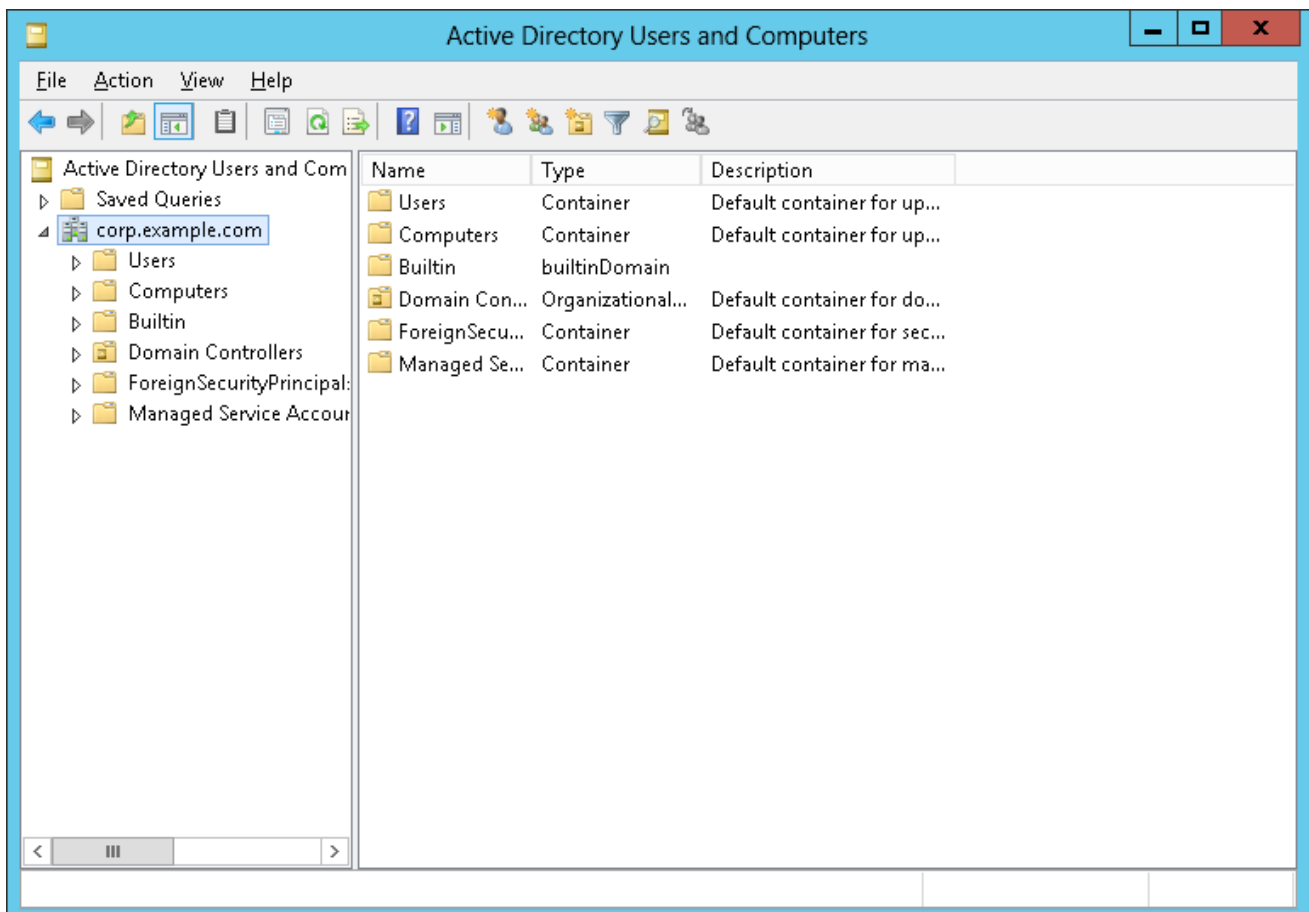 Active Directory Users and Computers
File Action View Help
Active Directory Users and Com
Saved Queries
corp.example.com
Users
Computers
Builtin
Domain Controllers
ForeignSecurityPrincipal:
Managed Service Accour
Name Type Description
Users Container Default container for up...
Computers Container Default container for up...
Builtin builtinDomain
Domain Con... Organizational... Default container for do...
ForeignSecu... Container Default container for sec...
Managed Se... Container Default container for ma...